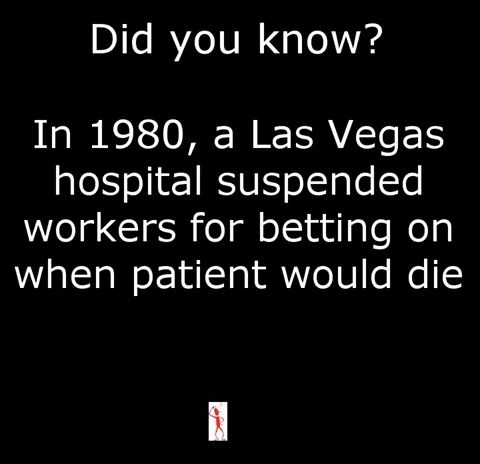 Did you know?
In 1980, a Las Vegas
hospital suspended
workers for betting on
when patient would die